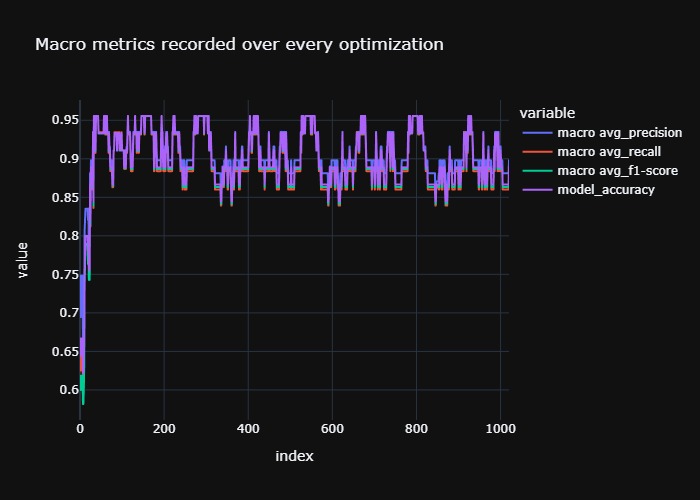 Macro metrics recorded over every optimization
variable
macro avg_precision
macro avg_recall
macro avg_f1-score
model_accuracy
value
0.95
0.9
0.85
0.8
0.75
0.7
0.65
0.6
0 200 400 600 800 1000
index